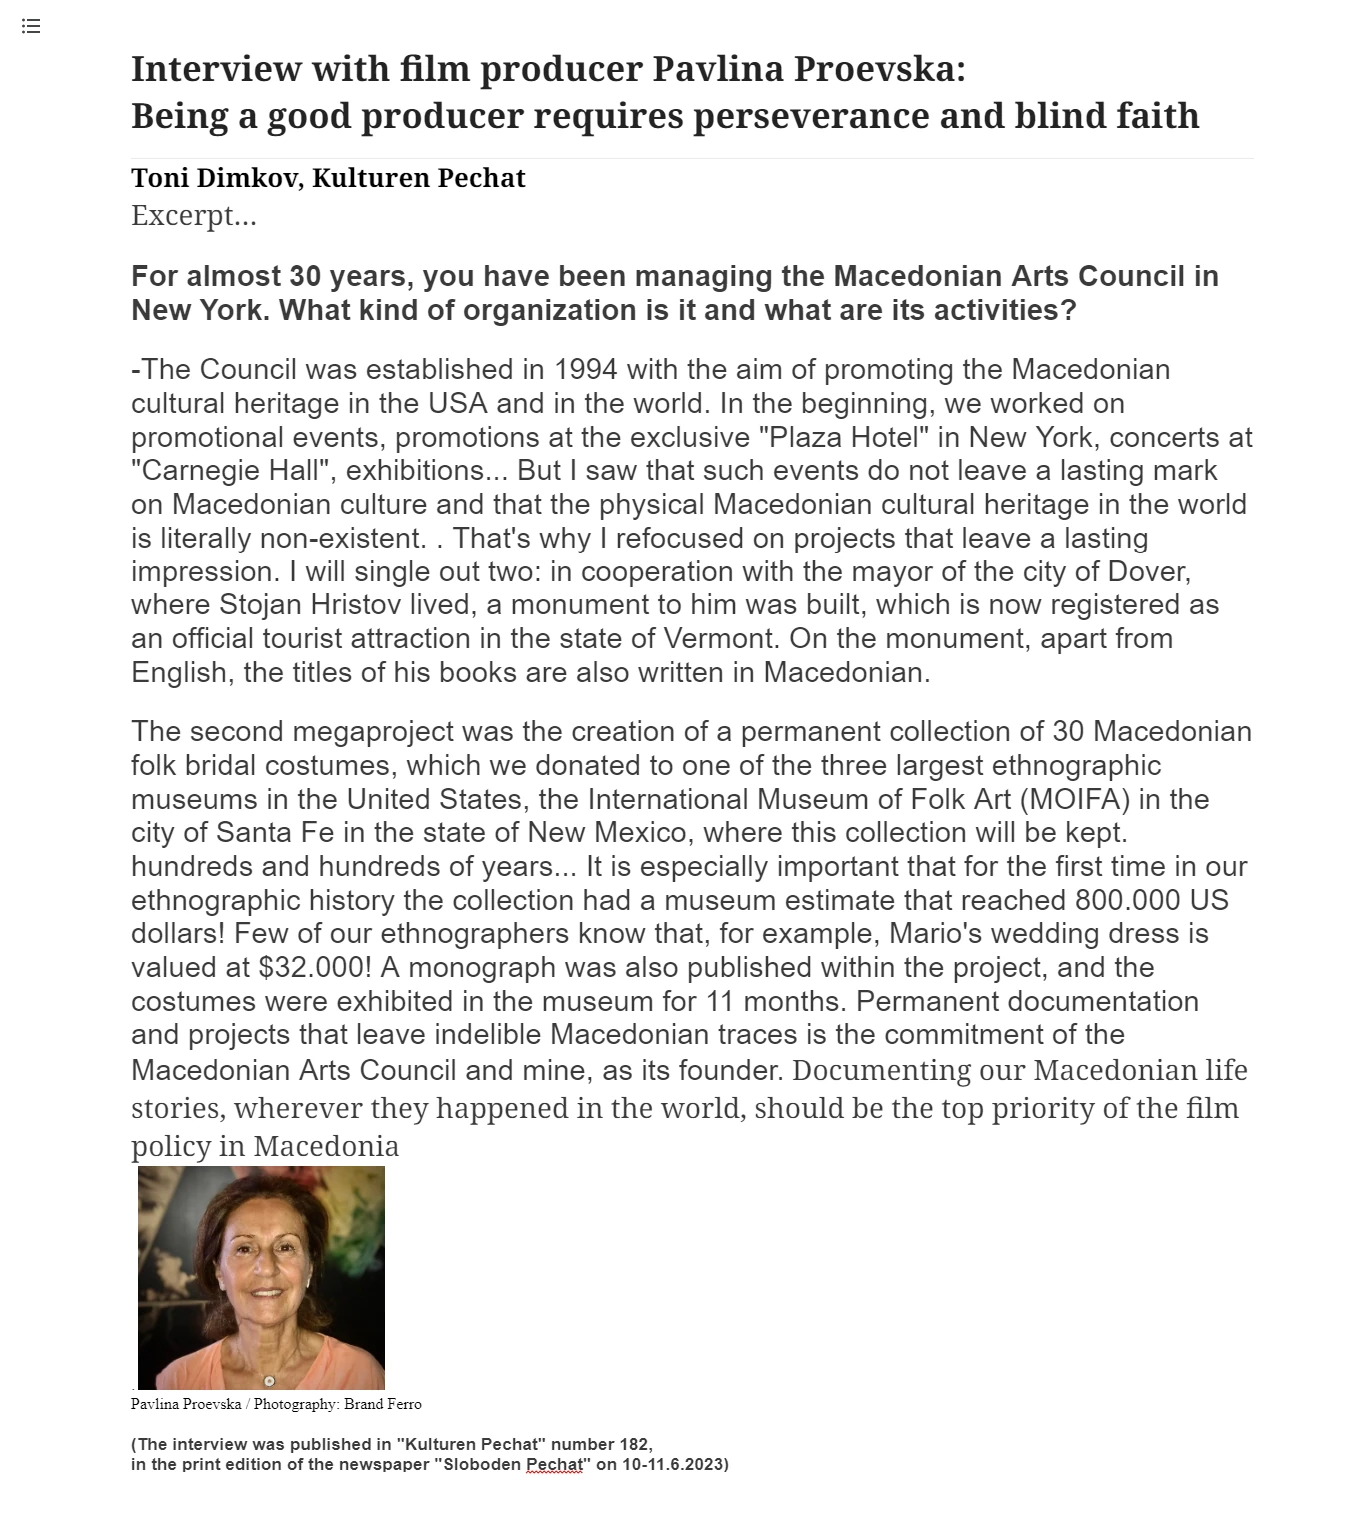 Interview with film producer Pavlina Proevska:
Being a good producer requires perseverance and blind faith
Toni Dimkov, Kulturen Pechat
Excerpt...
For almost 30 years, you have been managing the Macedonian Arts Council in
New York. What kind of organization is it and what are its activities?
-The Council was established in 1994 with the aim of promoting the Macedonian
cultural heritage in the USA and in the world. In the beginning, we worked on
promotional events, promotions at the exclusive "Plaza Hotel" in New York, concerts at
"Carnegie Hall", exhibitions... But I saw that such events do not leave a lasting mark
on Macedonian culture and that the physical Macedonian cultural heritage in the world
is literally non-existent. . That's why I refocused on projects that leave a lasting
impression. I will single out two: in cooperation with the mayor of the city of Dover,
where Stojan Hristov lived, a monument to him was built, which is now registered as
an official tourist attraction in the state of Vermont. On the monument, apart from
English, the titles of his books are also written in Macedonian.
The second megaproject was the creation of a permanent collection of 30 Macedonian
folk bridal costumes, which we donated to one of the three largest ethnographic
museums in the United States, the International Museum of Folk Art (MOIFA) in the
city of Santa Fe in the state of New Mexico, where this collection will be kept.
hundreds and hundreds of years... It is especially important that for the first time in our
ethnographic history the collection had a museum estimate that reached 800.000 US
dollars! Few of our ethnographers know that, for example, Mario's wedding dress is
valued at $32.000! A monograph was also published within the project, and the
costumes were exhibited in the museum for 11 months. Permanent documentation
and projects that leave indelible Macedonian traces is the commitment of the
Macedonian Arts Council and mine, as its founder. Documenting our Macedonian life
stories, wherever they happened in the world, should be the top priority of the film
policy in Macedonia
.
Pavlina Proevska / Photography: Brand Ferro
(The interview was published in "Kulturen Pechat" number 182,
in the print edition of the newspaper "Sloboden Pechat" on 10-11.6.2023)